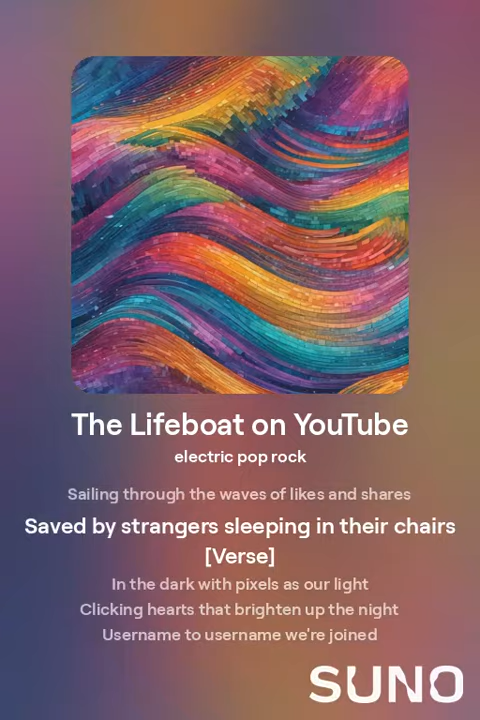 The Lifeboat on YouTube
electric pop rock
Sailing through the waves of likes and shares
Saved by strangers sleeping in their chairs
[Verse]
In the dark with pixels as our light
Clicking hearts that brighten up the night
Username to username we're joined
SUNO